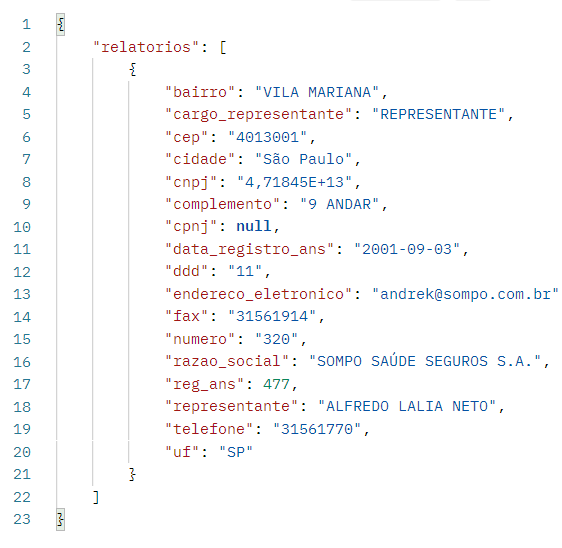 1 {
2 "relatorios": [
3 {
4 "bairro": "VILA MARIANA",
5 "cargo_representante": "REPRESENTANTE",
6 "cep": "4013001",
7 "cidade": "São Paulo",
8 "cnpj": "4,71845E+13",
9 "complemento": "9 ANDAR",
10 "cpnj": null,
11 "data_registro_ans": "2001-09-03",
12 "ddd": "11",
13 "endereco_eletronico": "andrek@sompo.com.br"
14 "fax": "31561914",
15 "numero": "320",
16 "razao_social": "SOMPO SAÚDE SEGUROS S.A.",
17 "reg_ans": 477,
18 "representante": "ALFREDO LALIA NETO",
19 "telefone": "31561770",
20 "uf": "SP"
21 }
22 ]
23 }